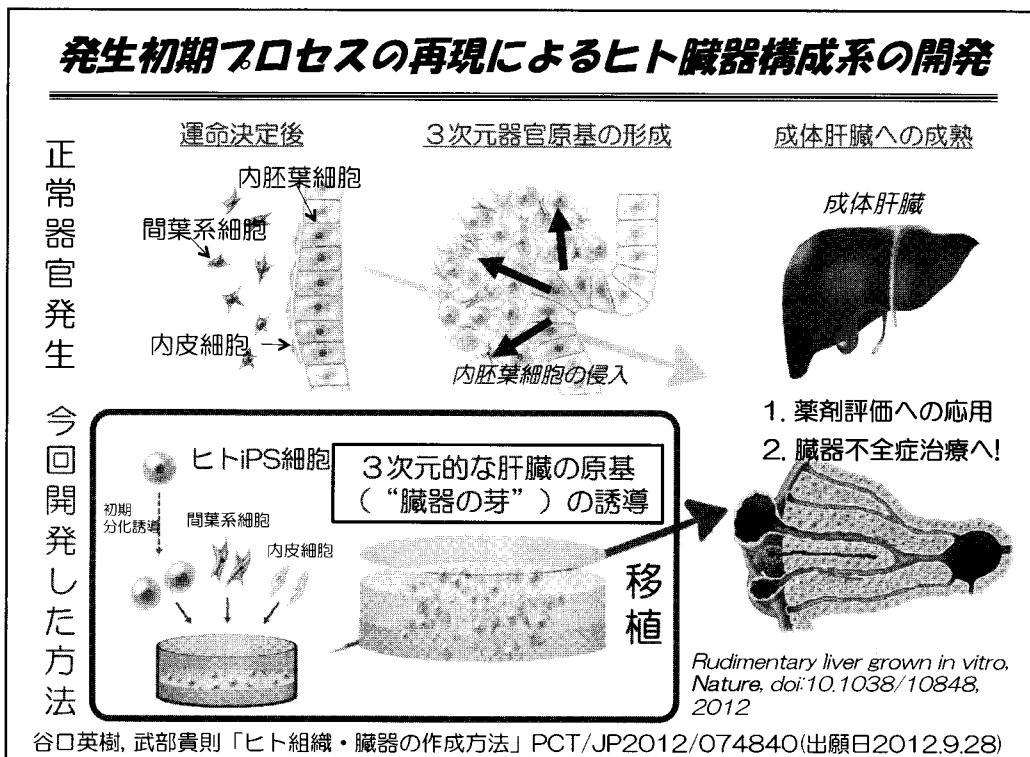 発生初期プロセスの再現によるヒト臓器構成系の開発
正常器官発生
運命決定後
内胚葉細胞
間葉系細胞
内皮細胞
3次元器官原基の形成
内胚葉細胞の侵入
成体肝臓への成熟
成体肝臓
1. 薬剤評価への応用
2. 臓器不全症治療へ!
今回開発した方法
ヒトiPS細胞
初期
分化誘導
間葉系細胞
内皮細胞
3次元的な肝臓の原基
(“臓器の芽”)の誘導
移植
Rudimentary liver grown in vitro,
Nature, doi:10.1038/10848,
2012
谷口英樹, 武部貴則「ヒト組織・臓器の作成方法」PCT/JP2012/074840(出願日2012.9.28)